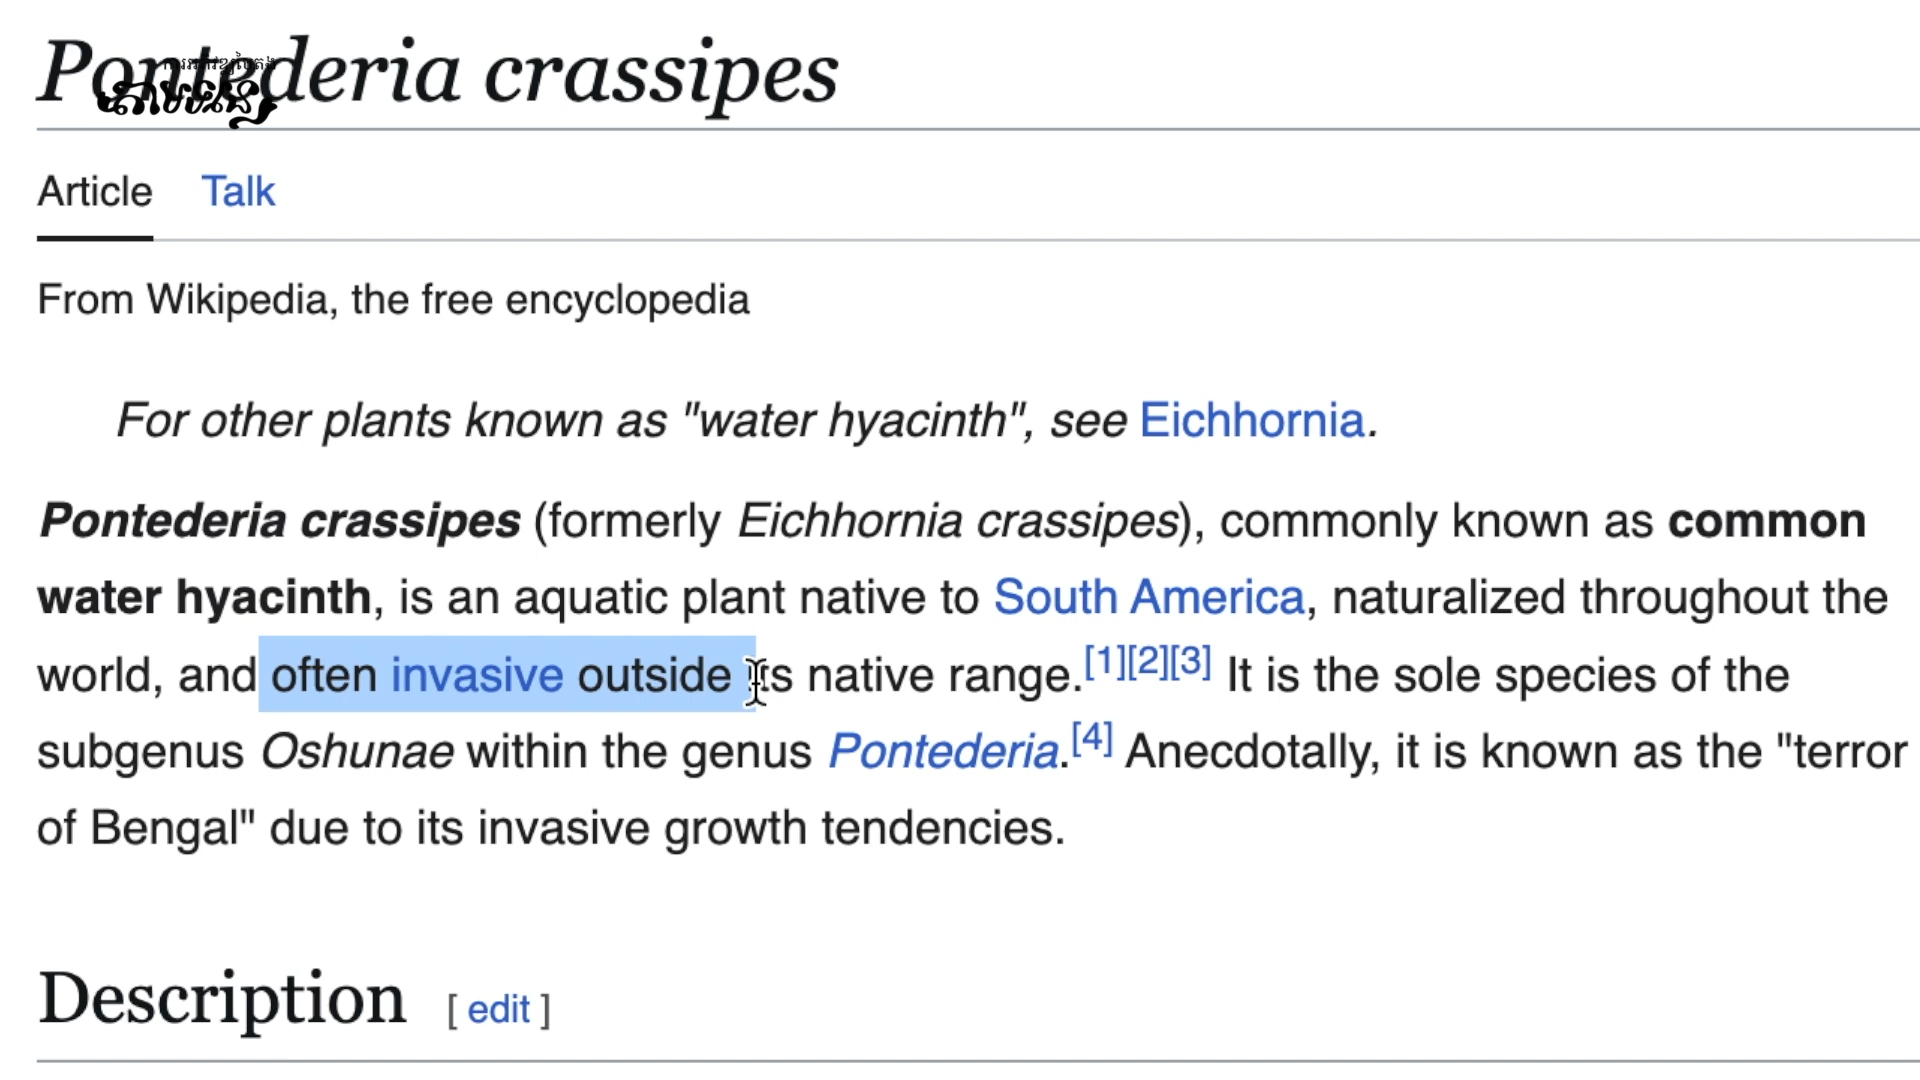 Pontederia crassipes
Article Talk
From Wikipedia, the free encyclopedia
For other plants known as "water hyacinth", see Eichhornia.
Pontederia crassipes (formerly Eichhornia crassipes), commonly known as common
water hyacinth, is an aquatic plant native to South America, naturalized throughout the
world, and often invasive outside its native range.[1][2][3] It is the sole species of the
subgenus Oshunae within the genus Pontederia.[4] Anecdotally, it is known as the "terror
of Bengal" due to its invasive growth tendencies.
Description [ edit ]